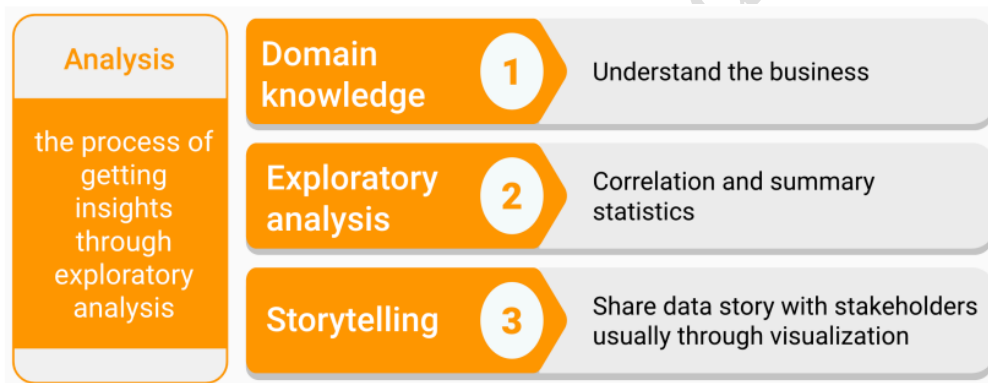 Analysis
the process of
getting
insights
through
exploratory
analysis
Domain
knowledge
1
Understand the business
Exploratory
analysis
2
Correlation and summary
statistics
Storytelling
3
Share data story with stakeholders
usually through visualization